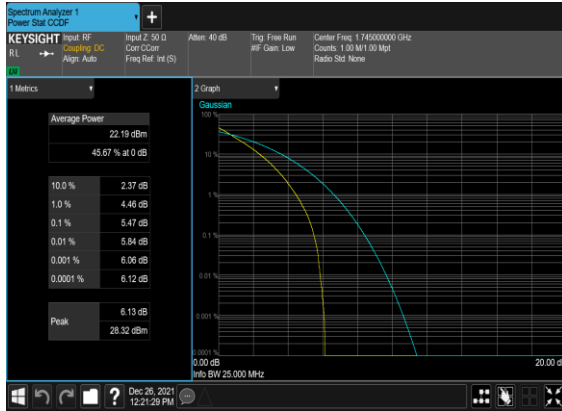 Spectrum Analyzer 1
Power Stat CCDF
+
KEYSIGHT
RL
LU
Input: RF
Coupling: DC
Align: Auto
Input Z: 50 Ω
Corr CCorr
Freq Ref: Int (S)
Atten: 40 dB
Trig: Free Run
#IF Gain: Low
Center Freq: 1.745000000 GHz
Counts: 1.00 M/1.00 Mpt
Radio Std: None
1 Metrics
Average Power
22.19 dBm
45.67 % at 0 dB
10.0 % 2.37 dB
1.0 % 4.46 dB
0.1 % 5.47 dB
0.01 % 5.84 dB
0.001 % 6.06 dB
0.0001 % 6.12 dB
Peak
6.13 dB
28.32 dBm
2 Graph
Gaussian
100 %
10 %
1 %
0.1 %
0.01 %
0.001 %
0.0001 %
0.00 dB
20.00 d
Info BW 25.000 MHz
?
Dec 26, 2021
12:21:29 PM